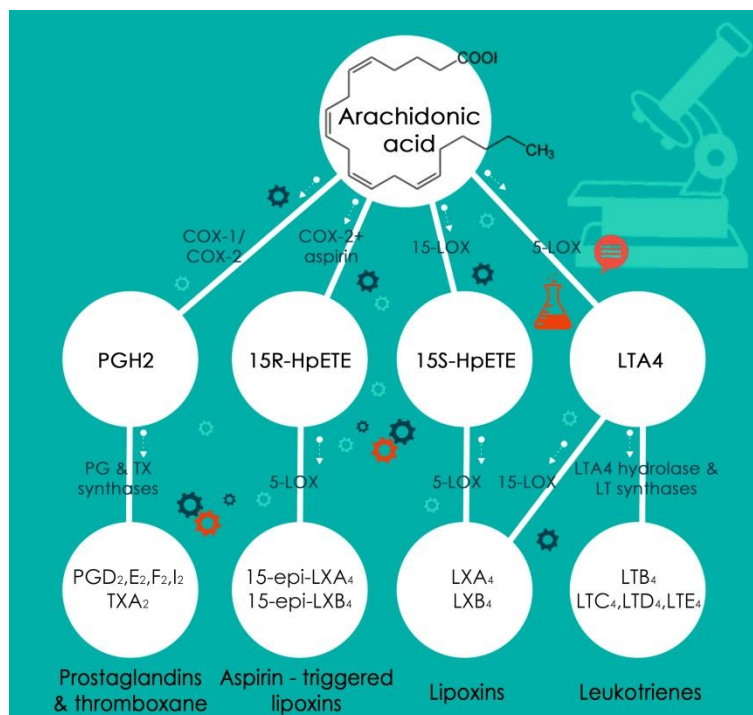 COOH
Arachidonic
acid
CH₃
COX-1/
COX-2
COX-2+
aspirin
15-LOX
5-LOX
PGH2
15R-HpETE
15S-HpETE
LTA4
PG & TX
synthases
5-LOX
5-LOX
15-LOX
LTA4 hydrolase &
LT synthases
PGD₂,E₂,F₂,I₂
TXA₂
15-epi-LXA₄
15-epi-LXB₄
LXA₄
LXB₄
LTB₄
LTC₄,LTD₄,LTE₄
Prostaglandins
& thromboxane
Aspirin - triggered
lipoxins
Lipoxins
Leukotrienes